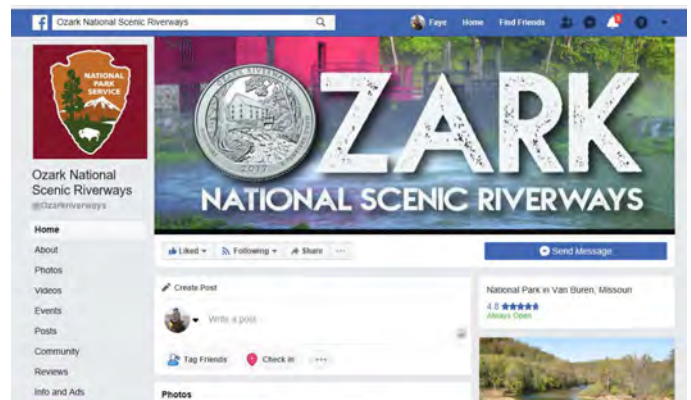 Ozark National Scenic Riverways
Faye Home Find Friends
NATIONAL
PARK
SERVICE
OZARK RIVERWAYS
2017
OZARK
NATIONAL SCENIC RIVERWAYS
Ozark National
Scenic Riverways
@Ozarkriverways
Home
About
Photos
Videos
Events
Posts
Community
Reviews
Info and Ads
Liked Following Share ...
Send Message
Create Post
Write a post
Tag Friends Check in ...
Photos
National Park in Van Buren, Missouri
4.8
Always Open